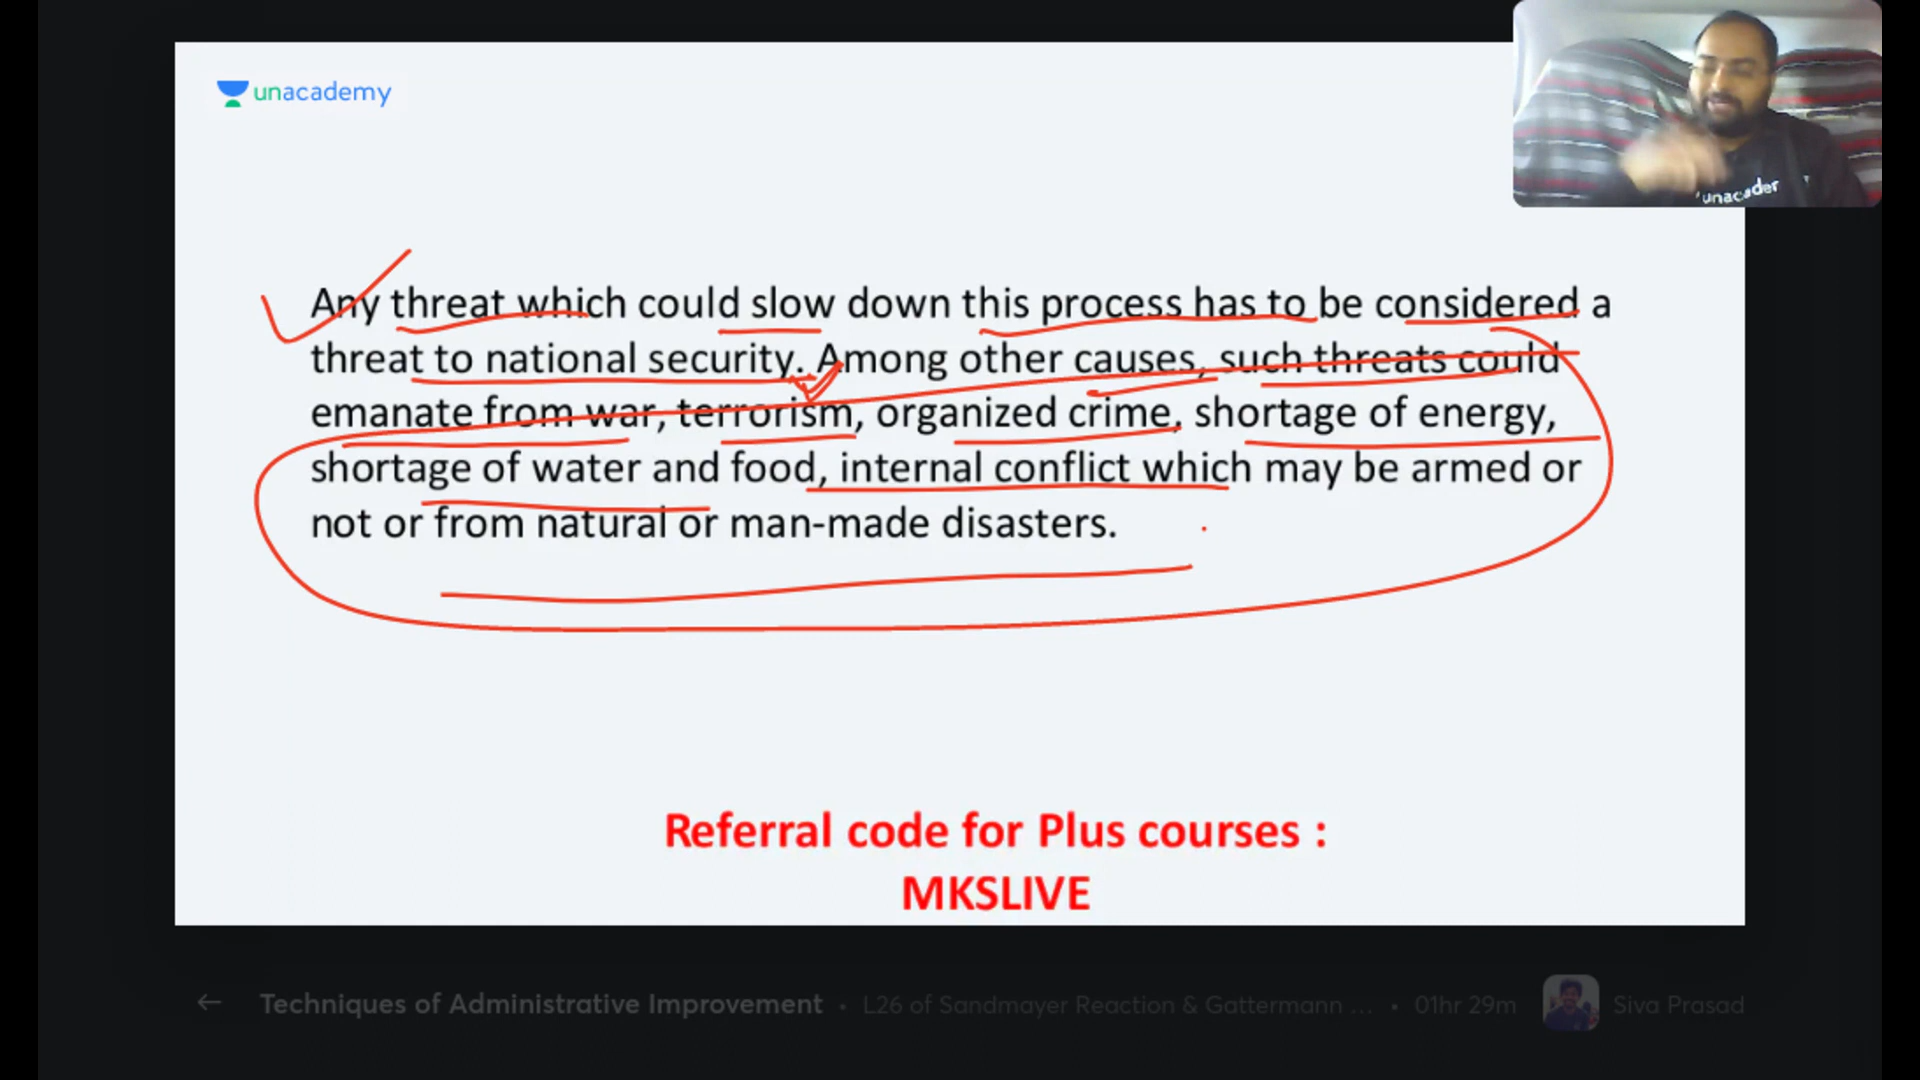 unacademy
Any threat which could slow down this process has to be considered a
threat to national security. Among other causes, such threats could
emanate from war, terrorism, organized crime, shortage of energy,
shortage of water and food, internal conflict which may be armed or
not or from natural or man-made disasters.
Referral code for Plus courses :
MKSLIVE
Techniques of Administrative Improvement • L26 of Sandmayer Reaction & Gattermann ... • 01hr 29m Siva Prasad